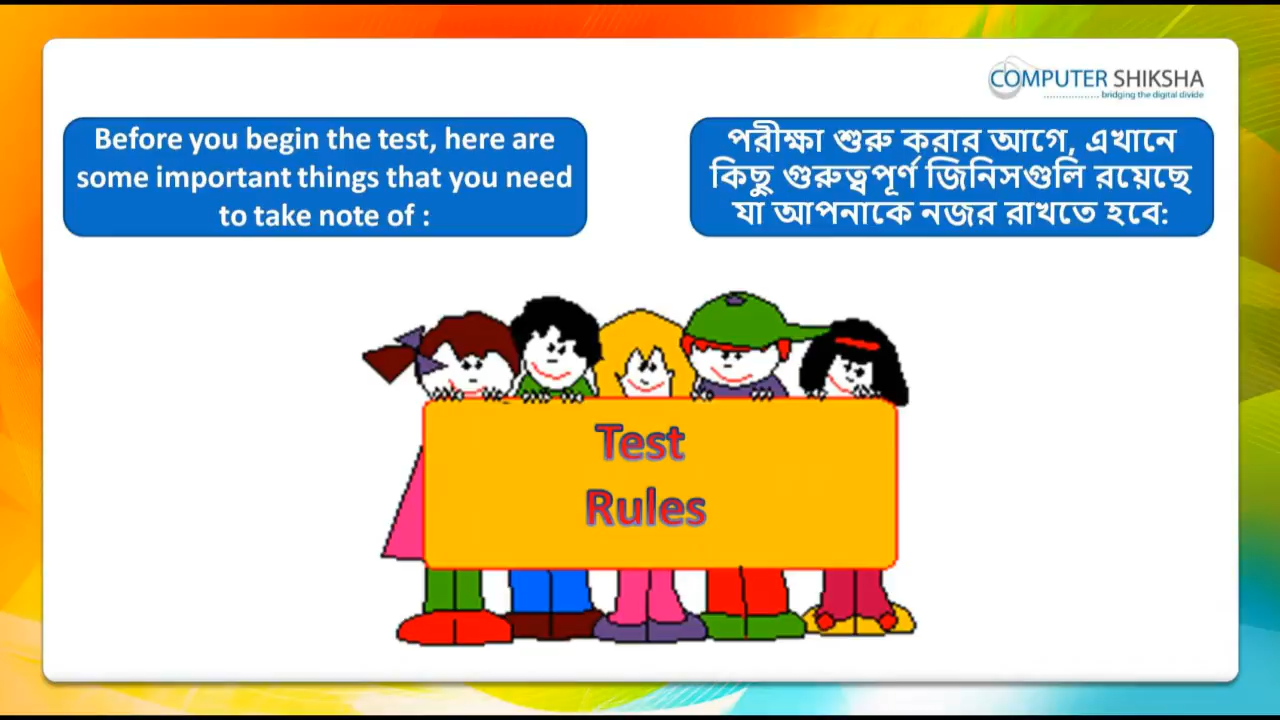 COMPUTER SHIKSHA
bridging the digital divide
Before you begin the test, here are
some important things that you need
to take note of :
পরীক্ষা শুরু করার আগে, এখানে
কিছু গুরুত্বপূর্ণ জিনিসগুলি রয়েছে
যা আপনাকে নজর রাখতে হবে:
Test
Rules